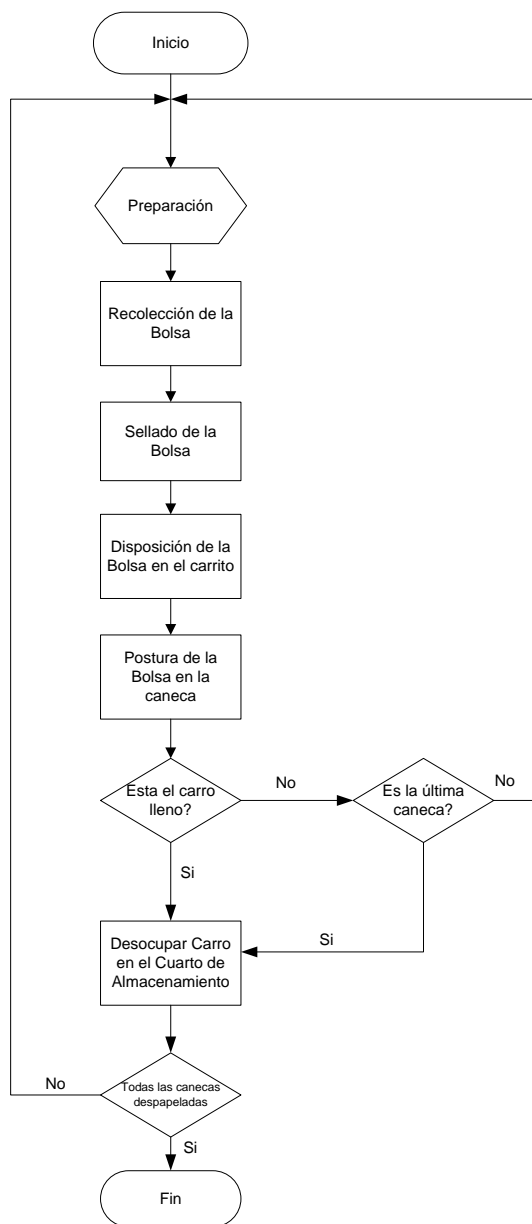 Inicio
Preparación
Recolección de la
Bolsa
Sellado de la
Bolsa
Disposición de la
Bolsa en el carrito
Postura de la
Bolsa en la
caneca
Esta el carro
lleno?
No
Es la última
caneca?
No
Si
Si
Desocupar Carro
en el Cuarto de
Almacenamiento
No
Todas las canecas
despapeladas
Si
Fin